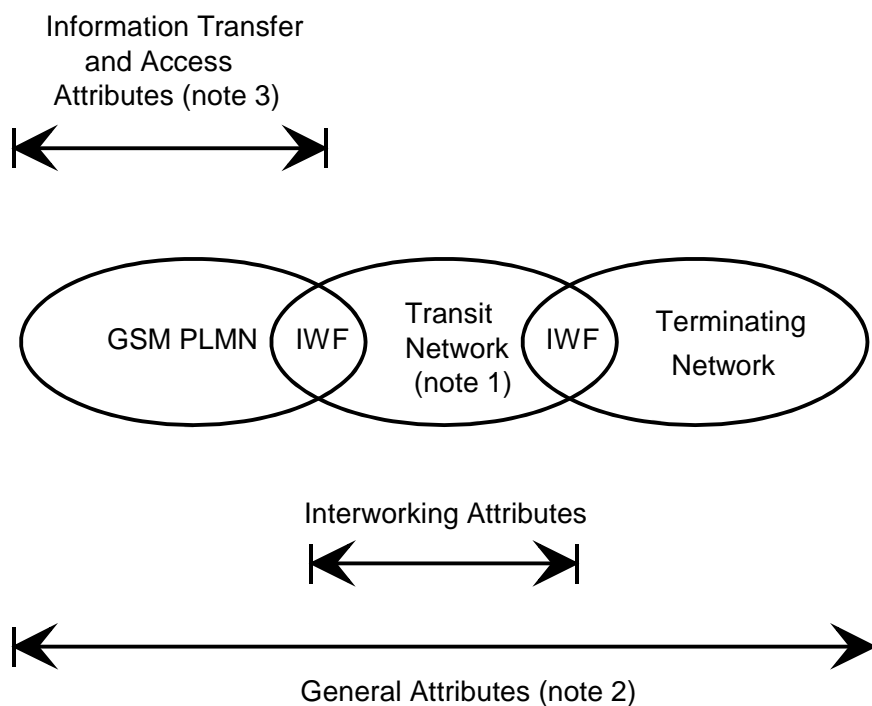 Information Transfer
and Access
Attributes (note 3)
GSM PLMN
IWF
Transit
Network
(note 1)
IWF
Terminating
Network
Interworking Attributes
General Attributes (note 2)